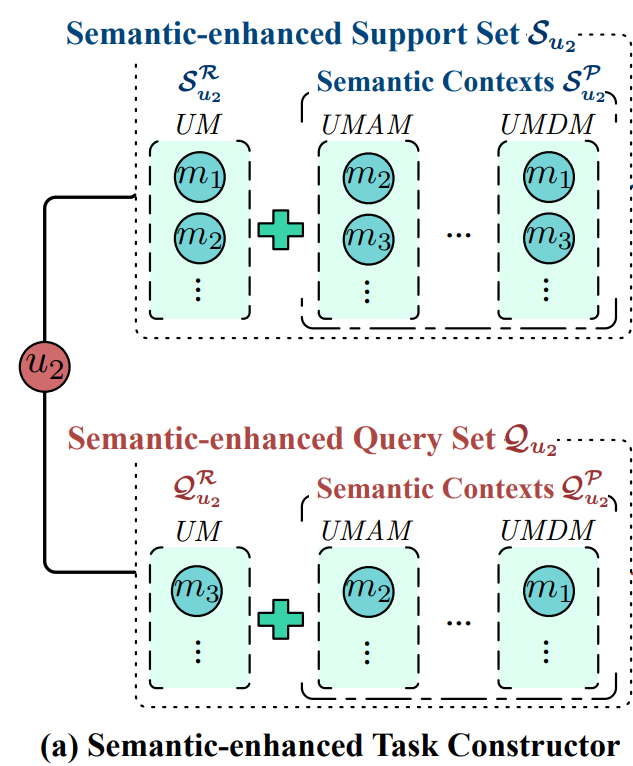 Semantic-enhanced Support Set 𝒮_{u_2}
𝒮^ℛ_{u_2} Semantic Contexts 𝒮^𝒫_{u_2}
UM UMAM UMDM
m_1 m_2 m_1
m_2 m_3 ... m_3
⋮ ⋮ ⋮
u_2
Semantic-enhanced Query Set 𝒬_{u_2}
𝒬^ℛ_{u_2} Semantic Contexts 𝒬^𝒫_{u_2}
UM UMAM UMDM
m_3 m_2 m_1
⋮ ⋮ ... ⋮
(a) Semantic-enhanced Task Constructor